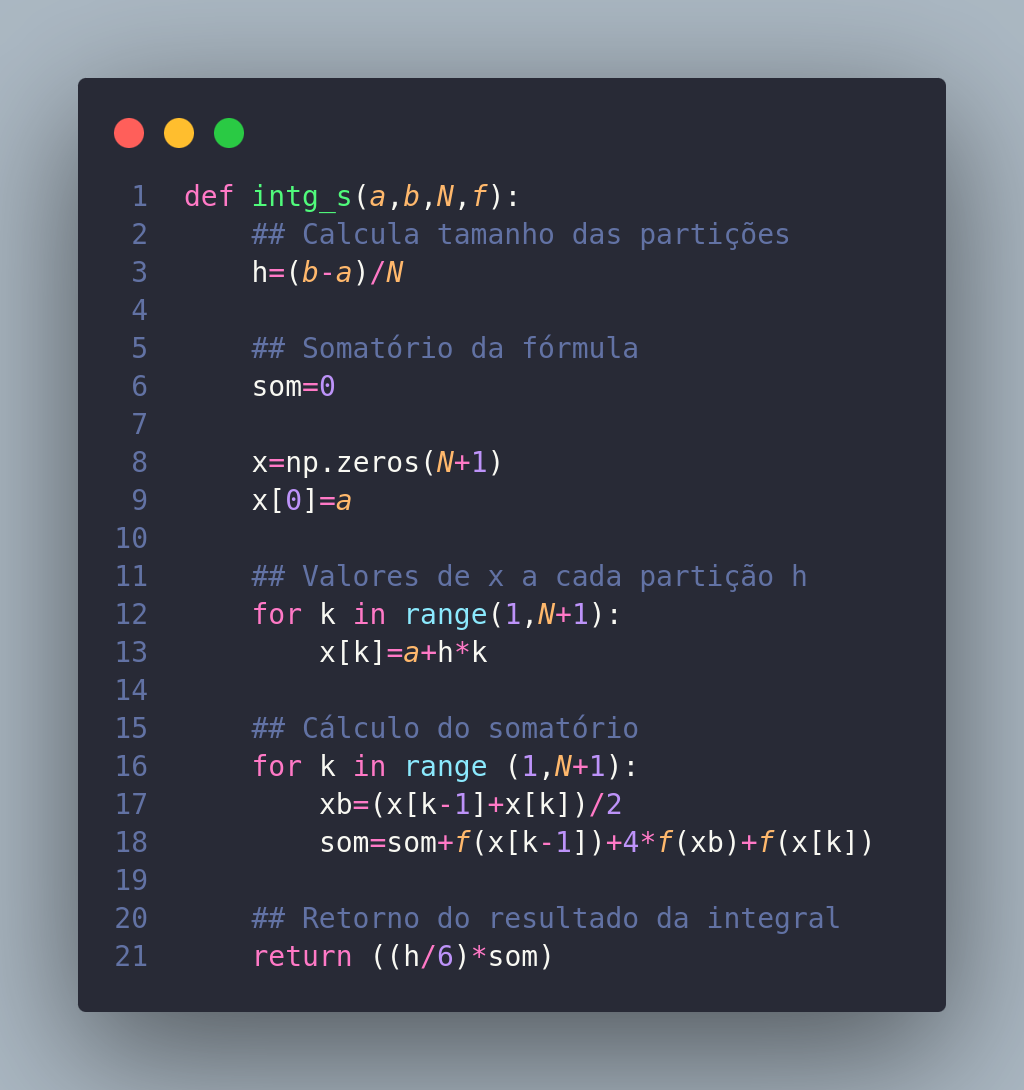 1 def intg_s(a,b,N,f):
2     ## Calcula tamanho das partições
3     h=(b-a)/N
4
5     ## Somatório da fórmula
6     som=0
7
8     x=np.zeros(N+1)
9     x[0]=a
10
11     ## Valores de x a cada partição h
12     for k in range(1,N+1):
13         x[k]=a+h*k
14
15     ## Cálculo do somatório
16     for k in range (1,N+1):
17         xb=(x[k-1]+x[k])/2
18         som=som+f(x[k-1])+4*f(xb)+f(x[k])
19
20     ## Retorno do resultado da integral
21     return ((h/6)*som)